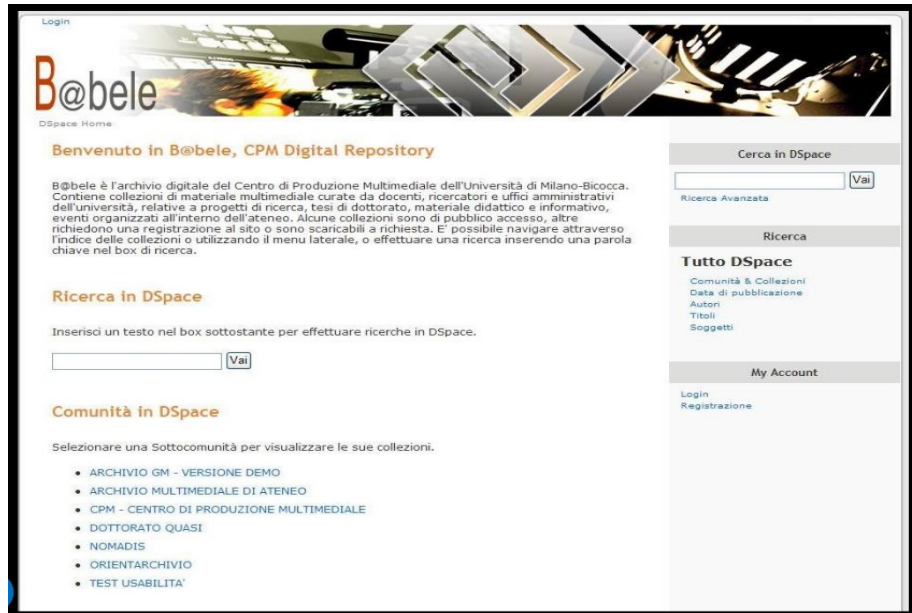 Login
B@bele
DSpace Home
Benvenuto in B@bele, CPM Digital Repository
B@bele è l'archivio digitale del Centro di Produzione Multimediale dell'Università di Milano-Bicocca.
Contiene collezioni di materiale multimediale curate da docenti, ricercatori e uffici amministrativi
dell'università, relative a progetti di ricerca, tesi di dottorato, materiale didattico e informativo,
eventi organizzati all'interno dell'ateneo. Alcune collezioni sono di pubblico accesso, altre
richiedono una registrazione al sito o sono scaricabili a richiesta. E' possibile navigare attraverso
l'indice delle collezioni o utilizzando il menu laterale, o effettuare una ricerca inserendo una parola
chiave nel box di ricerca.
Ricerca in DSpace
Inserisci un testo nel box sottostante per effettuare ricerche in DSpace.
Vai
Comunità in DSpace
Selezionare una Sottocomunità per visualizzare le sue collezioni.
ARCHIVIO GM - VERSIONE DEMO
ARCHIVIO MULTIMEDIALE DI ATENEO
CPM - CENTRO DI PRODUZIONE MULTIMEDIALE
DOTTORATO QUASI
NOMADIS
ORIENTARCHIVIO
TEST USABILITA'
Cerca in DSpace
Vai
Ricerca Avanzata
Ricerca
Tutto DSpace
Comunità & Collezioni
Data di pubblicazione
Autori
Titoli
Soggetti
My Account
Login
Registrazione